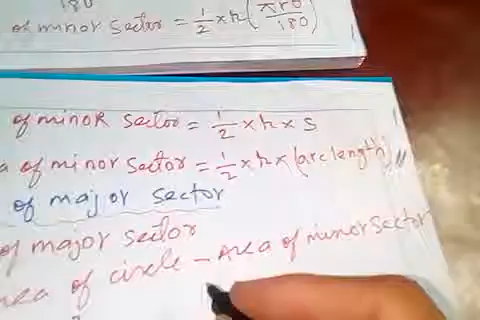 180
of minor sector = 1/2 × r (πrθ/180)
of minor sector = 1/2 × r × s
a of minor sector = 1/2 × r × (arc length) //
of major sector
of major sector
rea of circle - Area of minor sector